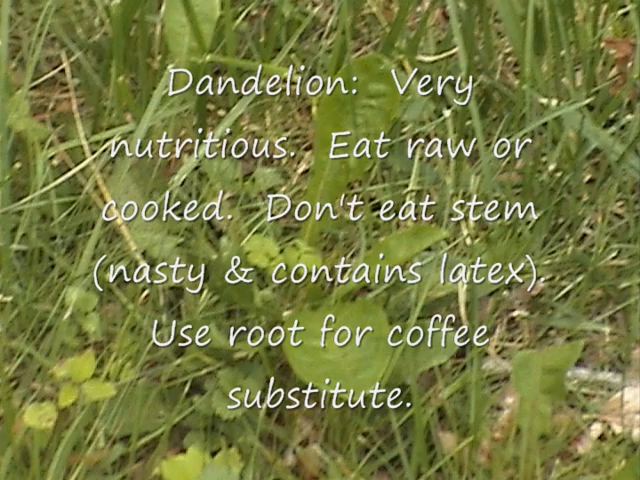 Dandelion: Very
nutritious. Eat raw or
cooked. Don't eat stem
(nasty & contains latex).
Use root for coffee
substitute.